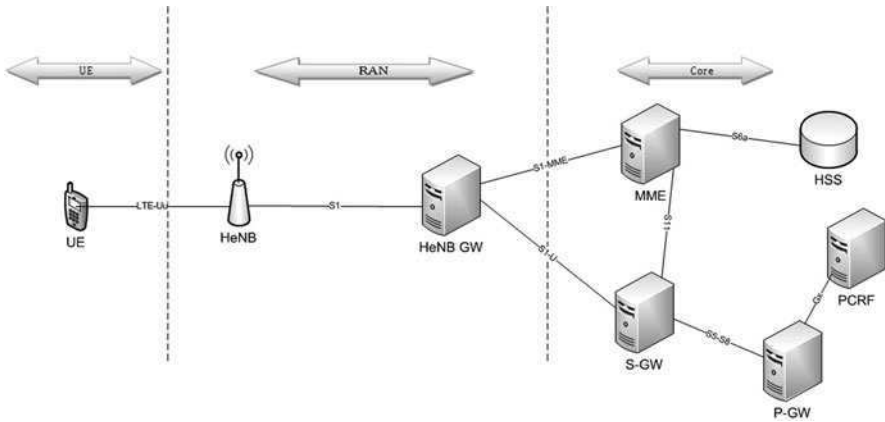 UE
RAN
Core
S1-MME
S6a
MME
HSS
LTE-Uu
S1
UE
HeNB
HeNB GW
S11
S1-U
PCRF
Gx
S5-S8
S-GW
P-GW